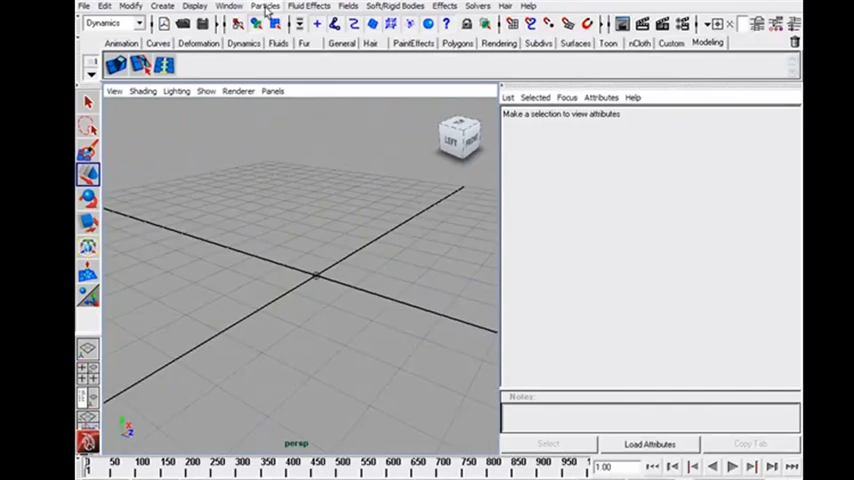 File Edit Modify Create Display Window Particles Fluid Effects Fields Soft/Rigid Bodies Effects Solvers Hair Help
Dynamics
Animation Curves Deformation Dynamics Fluids Fur General Hair PaintEffects Polygons Rendering Subdivs Surfaces Toon nCloth Custom Modeling
View Shading Lighting Show Renderer Panels
List Selected Focus Attributes Help
Make a selection to view attributes
LEFT
persp
Notes:
Select Load Attributes Copy Tab
1 50 100 150 200 250 300 350 400 450 500 550 600 650 700 750 800 850 900 950 1
1.00